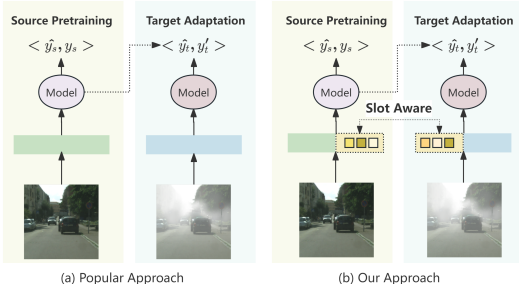 Source Pretraining
Target Adaptation
< ŷₛ, yₛ >
< ŷₜ, y′ₜ >
Model
Model
(a) Popular Approach
Source Pretraining
Target Adaptation
< ŷₛ, yₛ >
< ŷₜ, y′ₜ >
Model
Model
Slot Aware
(b) Our Approach